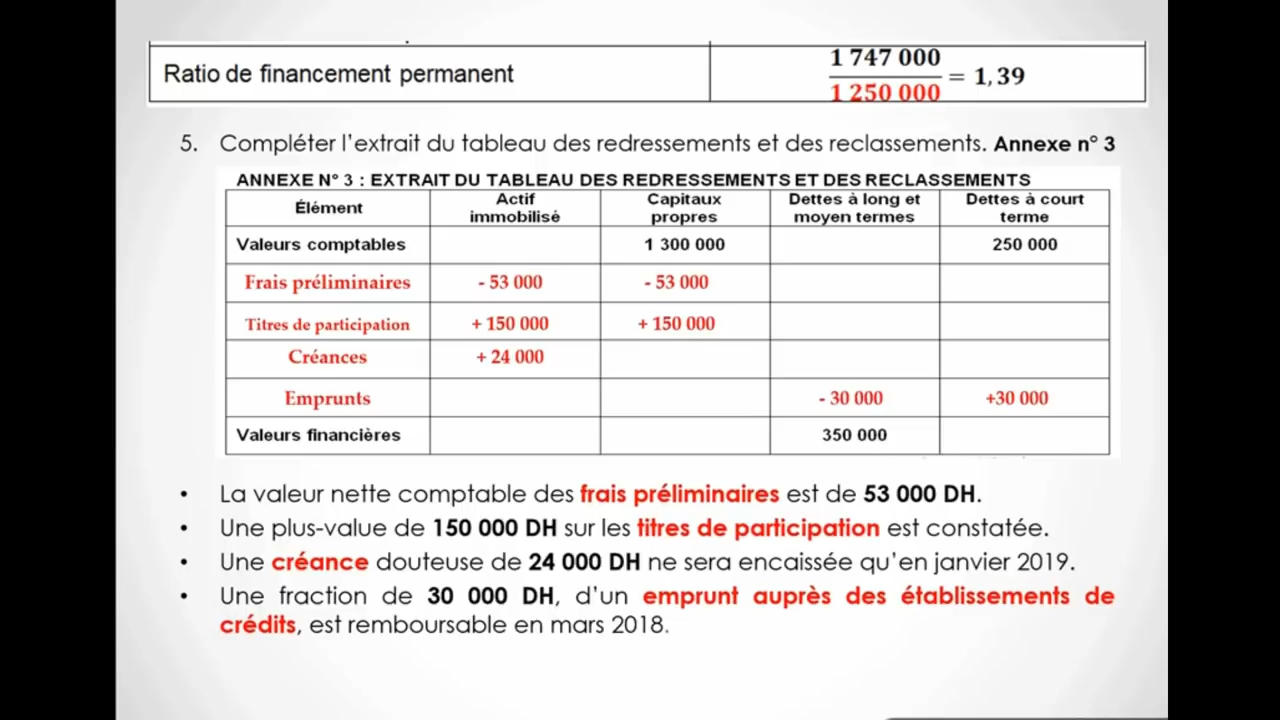 Ratio de financement permanent 1 747 000 / 1 250 000 = 1, 39
5. Compléter l'extrait du tableau des redressements et des reclassements. Annexe n° 3
ANNEXE N° 3 : EXTRAIT DU TABLEAU DES REDRESSEMENTS ET DES RECLASSEMENTS
Élément Actif immobilisé Capitaux propres Dettes à long et moyen termes Dettes à court terme
Valeurs comptables 1 300 000 250 000
Frais préliminaires - 53 000 - 53 000
Titres de participation + 150 000 + 150 000
Créances + 24 000
Emprunts - 30 000 +30 000
Valeurs financières 350 000
• La valeur nette comptable des frais préliminaires est de 53 000 DH.
• Une plus-value de 150 000 DH sur les titres de participation est constatée.
• Une créance douteuse de 24 000 DH ne sera encaissée qu'en janvier 2019.
• Une fraction de 30 000 DH, d'un emprunt auprès des établissements de
crédits, est remboursable en mars 2018.